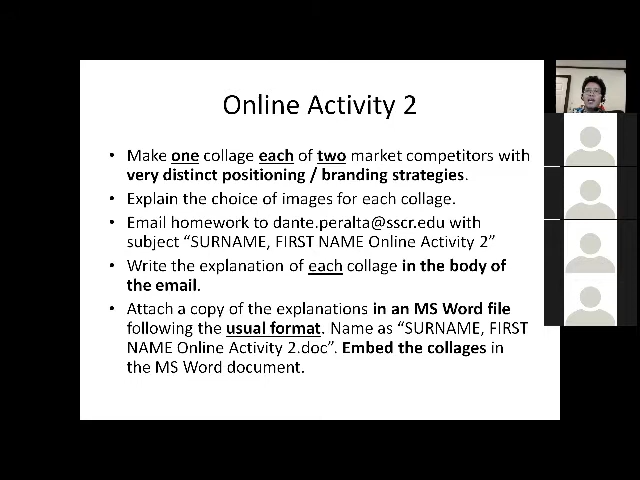 Online Activity 2
• Make one collage each of two market competitors with
very distinct positioning / branding strategies.
• Explain the choice of images for each collage.
• Email homework to dante.peralta@sscr.edu with
subject “SURNAME, FIRST NAME Online Activity 2”
• Write the explanation of each collage in the body of
the email.
• Attach a copy of the explanations in an MS Word file
following the usual format. Name as “SURNAME, FIRST
NAME Online Activity 2.doc”. Embed the collages in
the MS Word document.